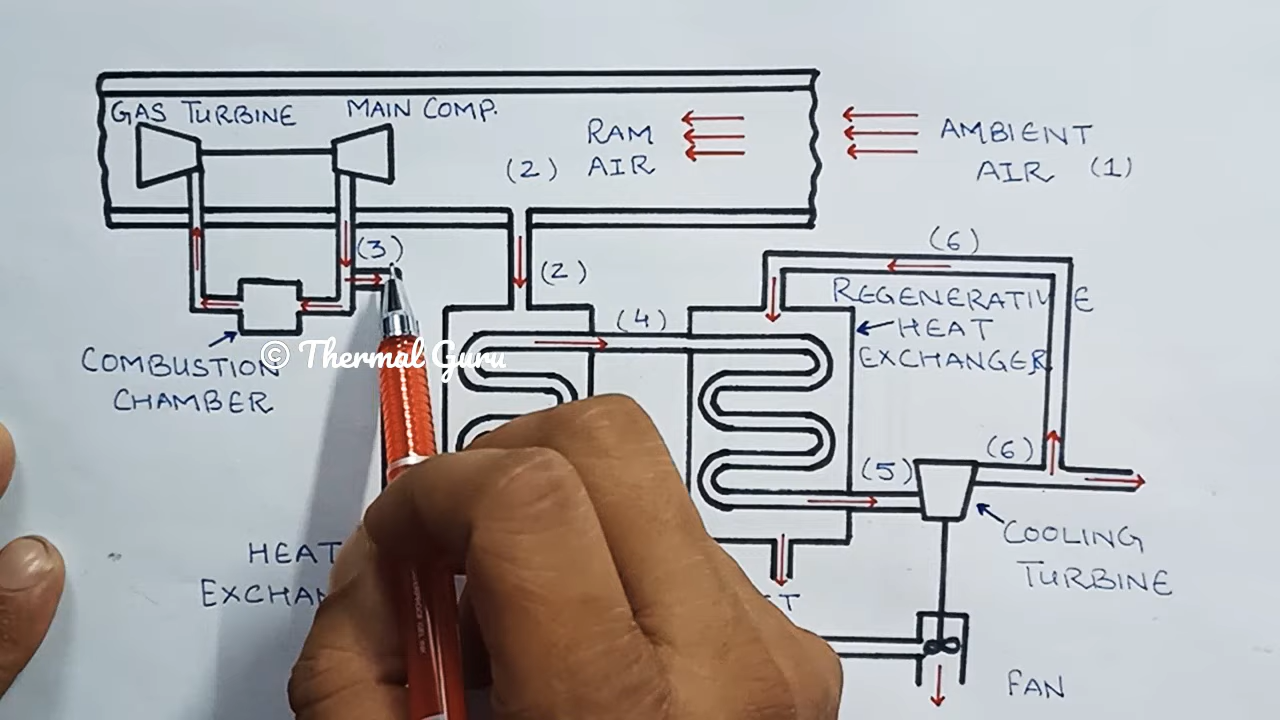 GAS TURBINE
MAIN COMP.
RAM
(2) AIR
AMBIENT
AIR (1)
(3)
(2)
(6)
REGENERATIVE
HEAT
EXCHANGER
(4)
© Thermal Guru
COMBUSTION
CHAMBER
(5)
(6)
COOLING
TURBINE
HEAT
FAN